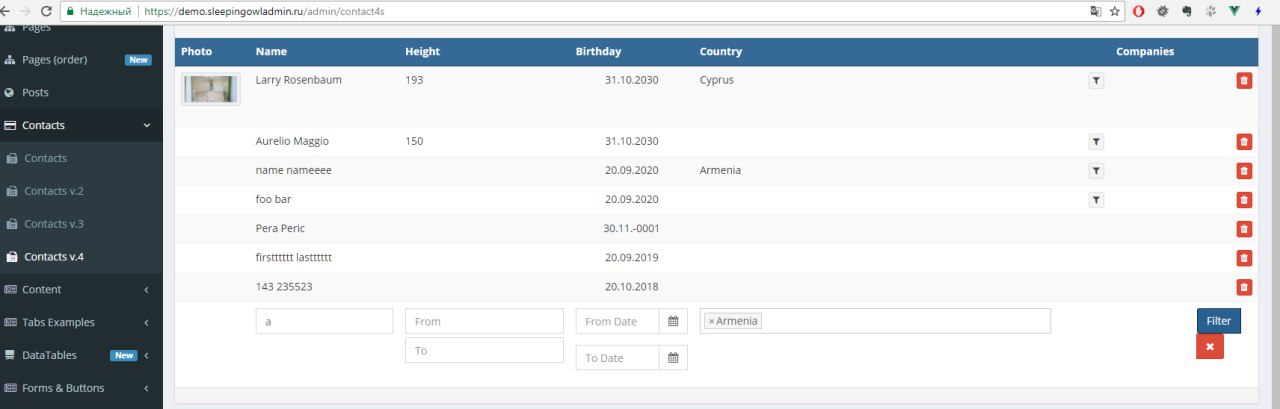 Надежный https://demo.sleepingowladmin.ru/admin/contact4s
Pages
Pages (order) New
Posts
Contacts
Contacts
Contacts v.2
Contacts v.3
Contacts v.4
Content
Tabs Examples
DataTables New
Forms & Buttons
Photo Name Height Birthday Country Companies
Larry Rosenbaum 193 31.10.2030 Cyprus
Aurelio Maggio 150 31.10.2030
name nameeee 20.09.2020 Armenia
foo bar 20.09.2020
Pera Peric 30.11.-0001
firstttttt lastttttt 20.09.2019
143 235523 20.10.2018
a From From Date × Armenia Filter
To To Date